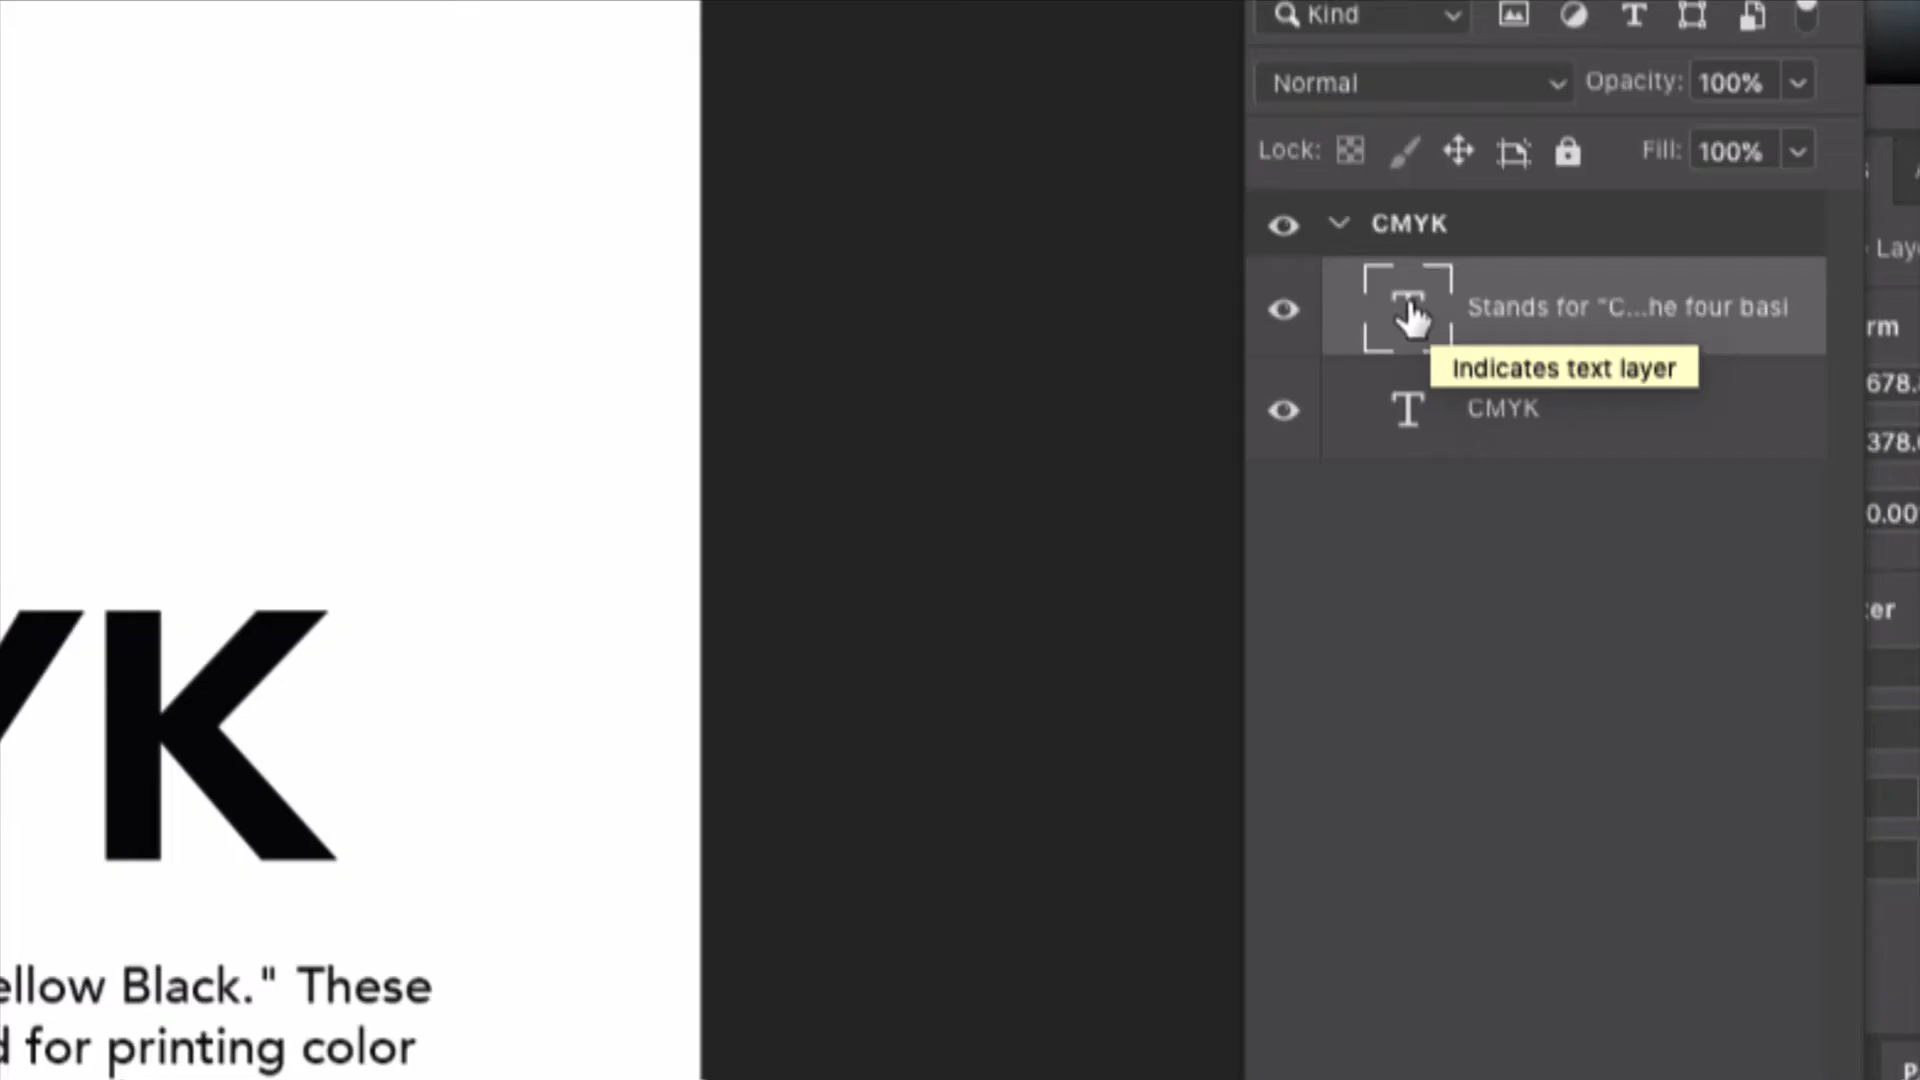 Kind
Normal
Opacity: 100%
Lock:
Fill: 100%
CMYK
Stands for "C...he four basi
Indicates text layer
CMYK
Lay
rm
678.
378.
0.00
er
YK
ellow Black." These
d for printing color
P